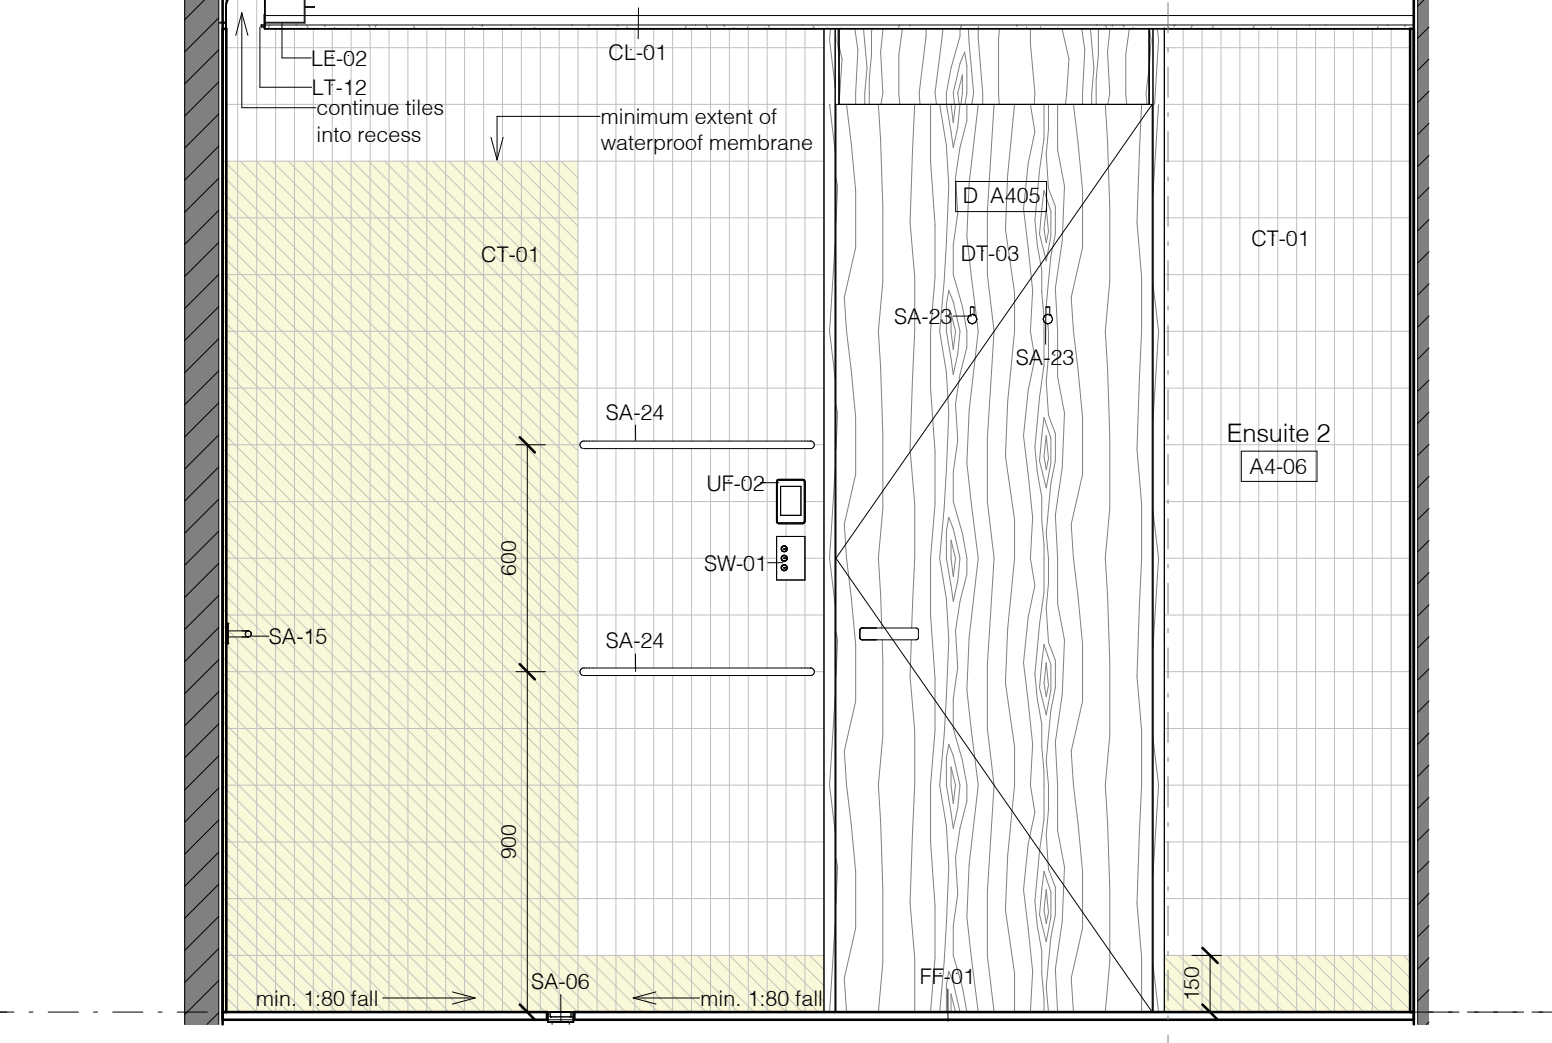 LE-02
CL-01
LT-12
continue tiles
into recess
minimum extent of
waterproof membrane
D A405
CT-01
DT-03
CT-01
SA-23
SA-23
SA-24
Ensuite 2
A4-06
UF-02
600
SW-01
SA-15
SA-24
900
SA-06
FF-01
150
min. 1:80 fall
min. 1:80 fall